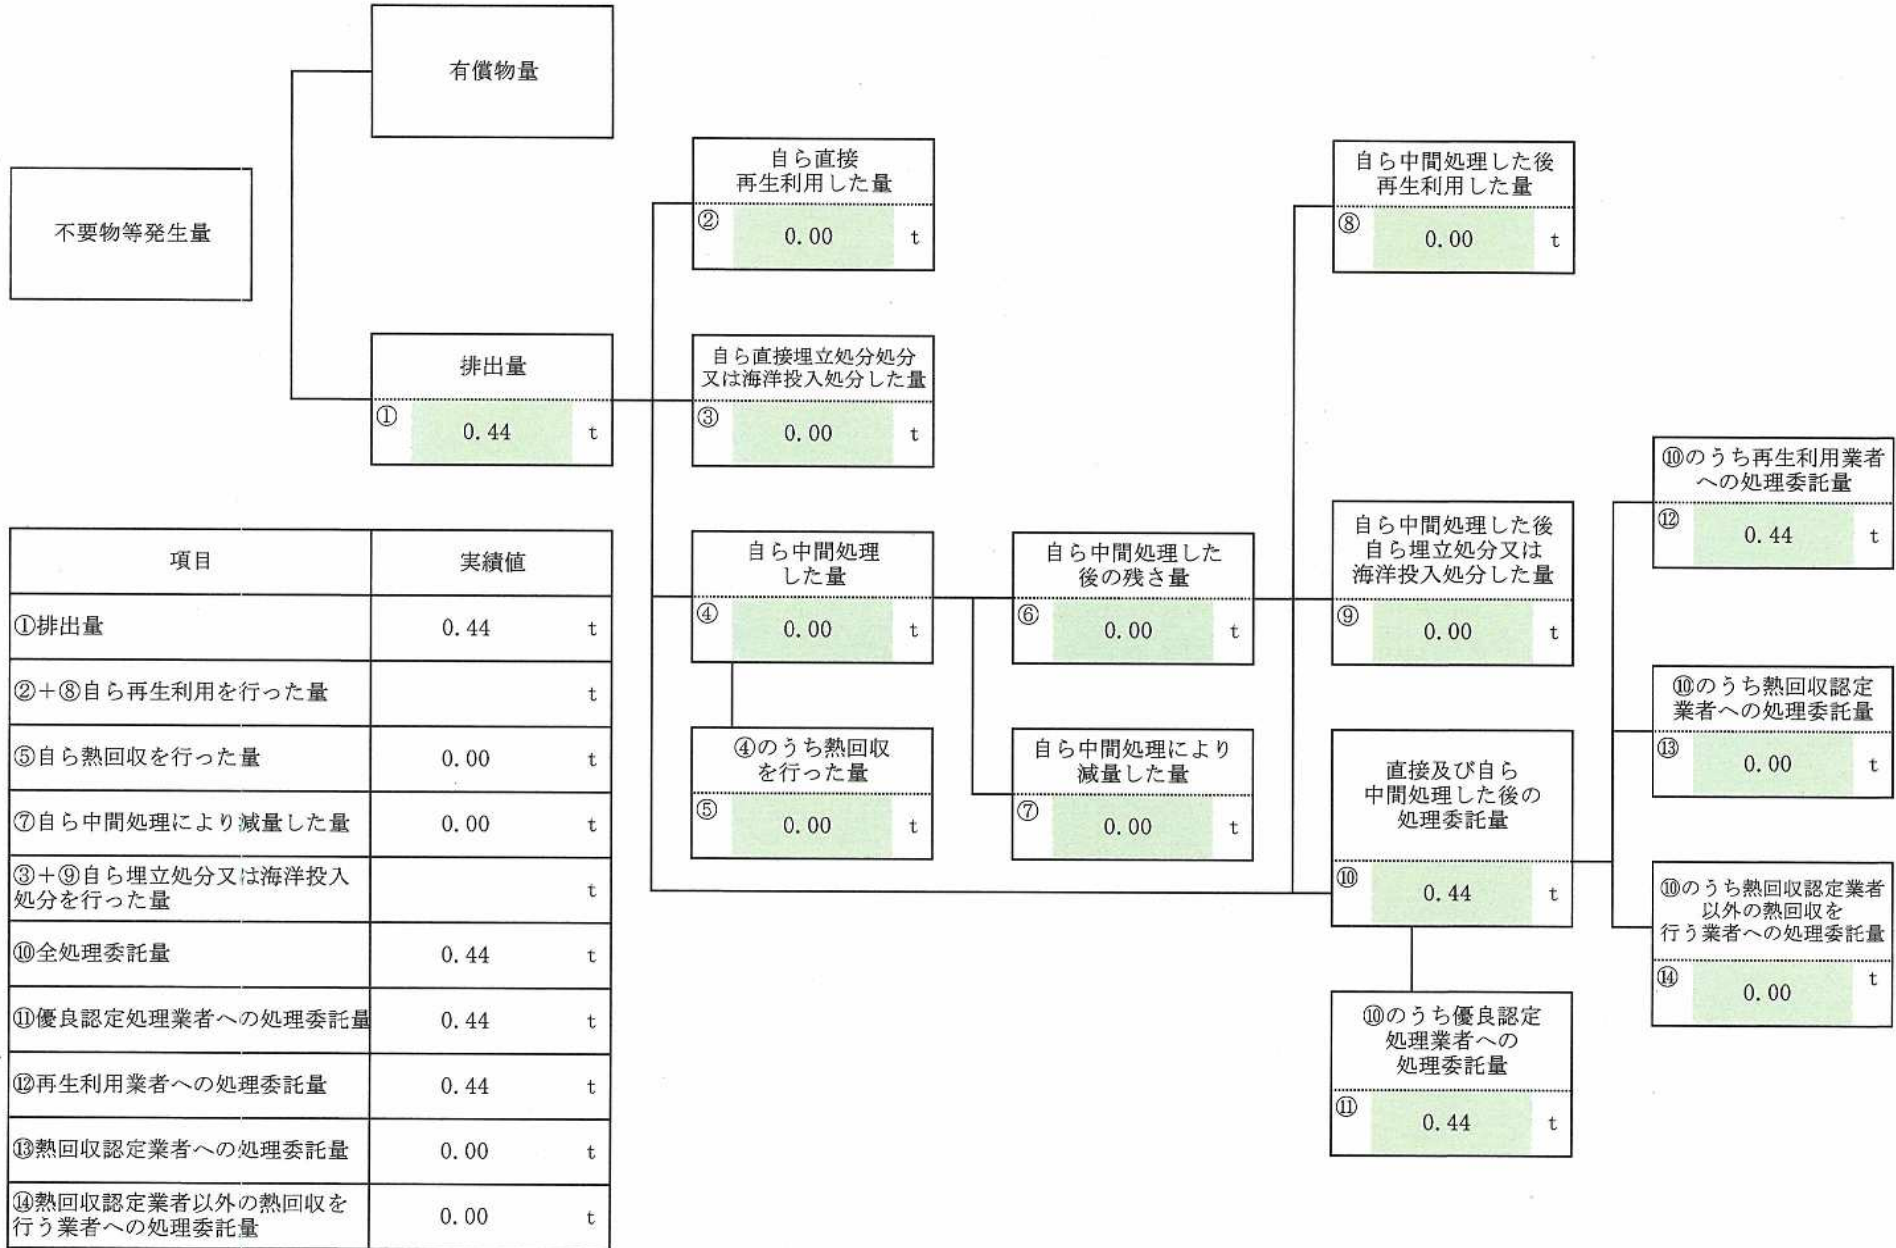 有償物量
不要物等発生量
自ら直接
再生利用した量
② 0.00 t
自ら中間処理した後
再生利用した量
⑧ 0.00 t
排出量
① 0.44 t
自ら直接埋立処分処分
又は海洋投入処分した量
③ 0.00 t
⑩のうち再生利用業者
への処理委託量
⑫ 0.44 t
自ら中間処理
した量
④ 0.00 t
自ら中間処理した
後の残さ量
⑥ 0.00 t
自ら中間処理した後
自ら埋立処分又は
海洋投入処分した量
⑨ 0.00 t
⑩のうち熱回収認定
業者への処理委託量
⑬ 0.00 t
④のうち熱回収
を行った量
⑤ 0.00 t
自ら中間処理により
減量した量
⑦ 0.00 t
直接及び自ら
中間処理した後の
処理委託量
⑩ 0.44 t
⑩のうち熱回収認定業者
以外の熱回収を
行う業者への処理委託量
⑭ 0.00 t
⑩のうち優良認定
処理業者への
処理委託量
⑪ 0.44 t
項目 実績値
①排出量 0.44 t
②＋⑧自ら再生利用を行った量 t
⑤自ら熱回収を行った量 0.00 t
⑦自ら中間処理により減量した量 0.00 t
③＋⑨自ら埋立処分又は海洋投入
処分を行った量 t
⑩全処理委託量 0.44 t
⑪優良認定処理業者への処理委託量 0.44 t
⑫再生利用業者への処理委託量 0.44 t
⑬熱回収認定業者への処理委託量 0.00 t
⑭熱回収認定業者以外の熱回収を
行う業者への処理委託量 0.00 t